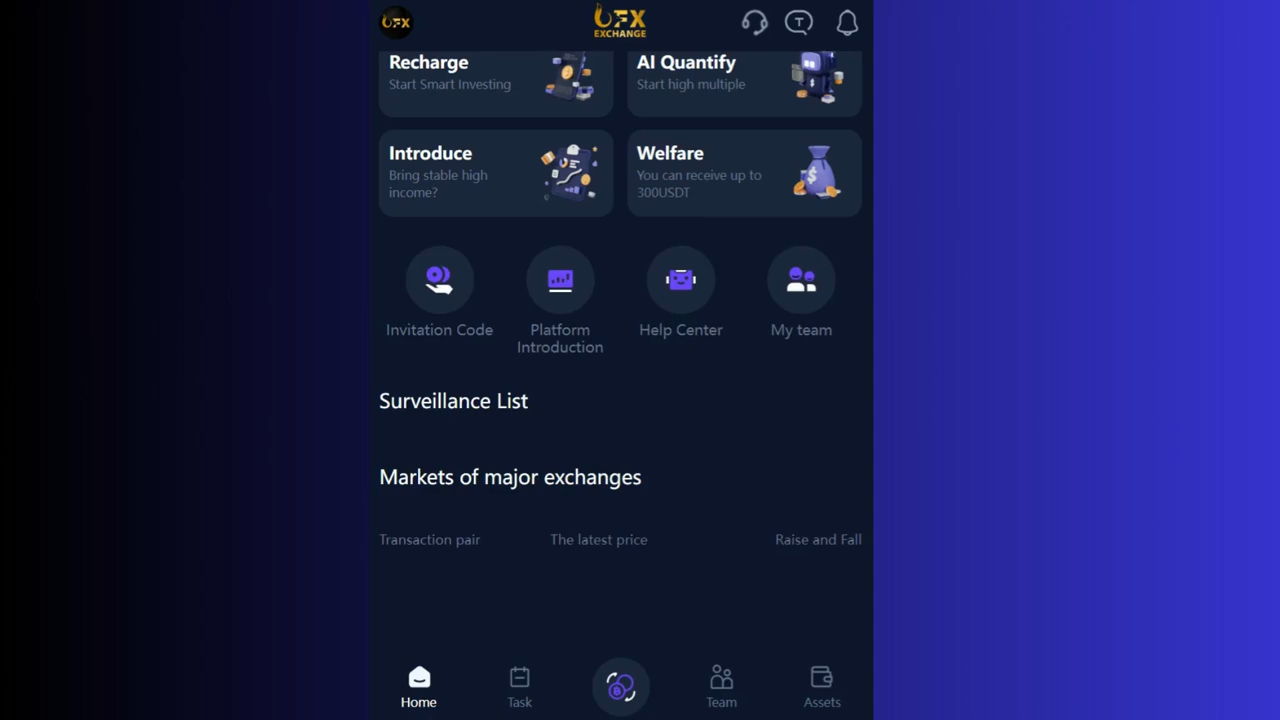 UFX
UFX
EXCHANGE
T
Recharge
Start Smart Investing
AI Quantify
Start high multiple
Introduce
Bring stable high
income?
Welfare
You can receive up to
300USDT
Invitation Code
Platform
Introduction
Help Center
My team
Surveillance List
Markets of major exchanges
Transaction pair
The latest price
Raise and Fall
Home
Task
Team
Assets